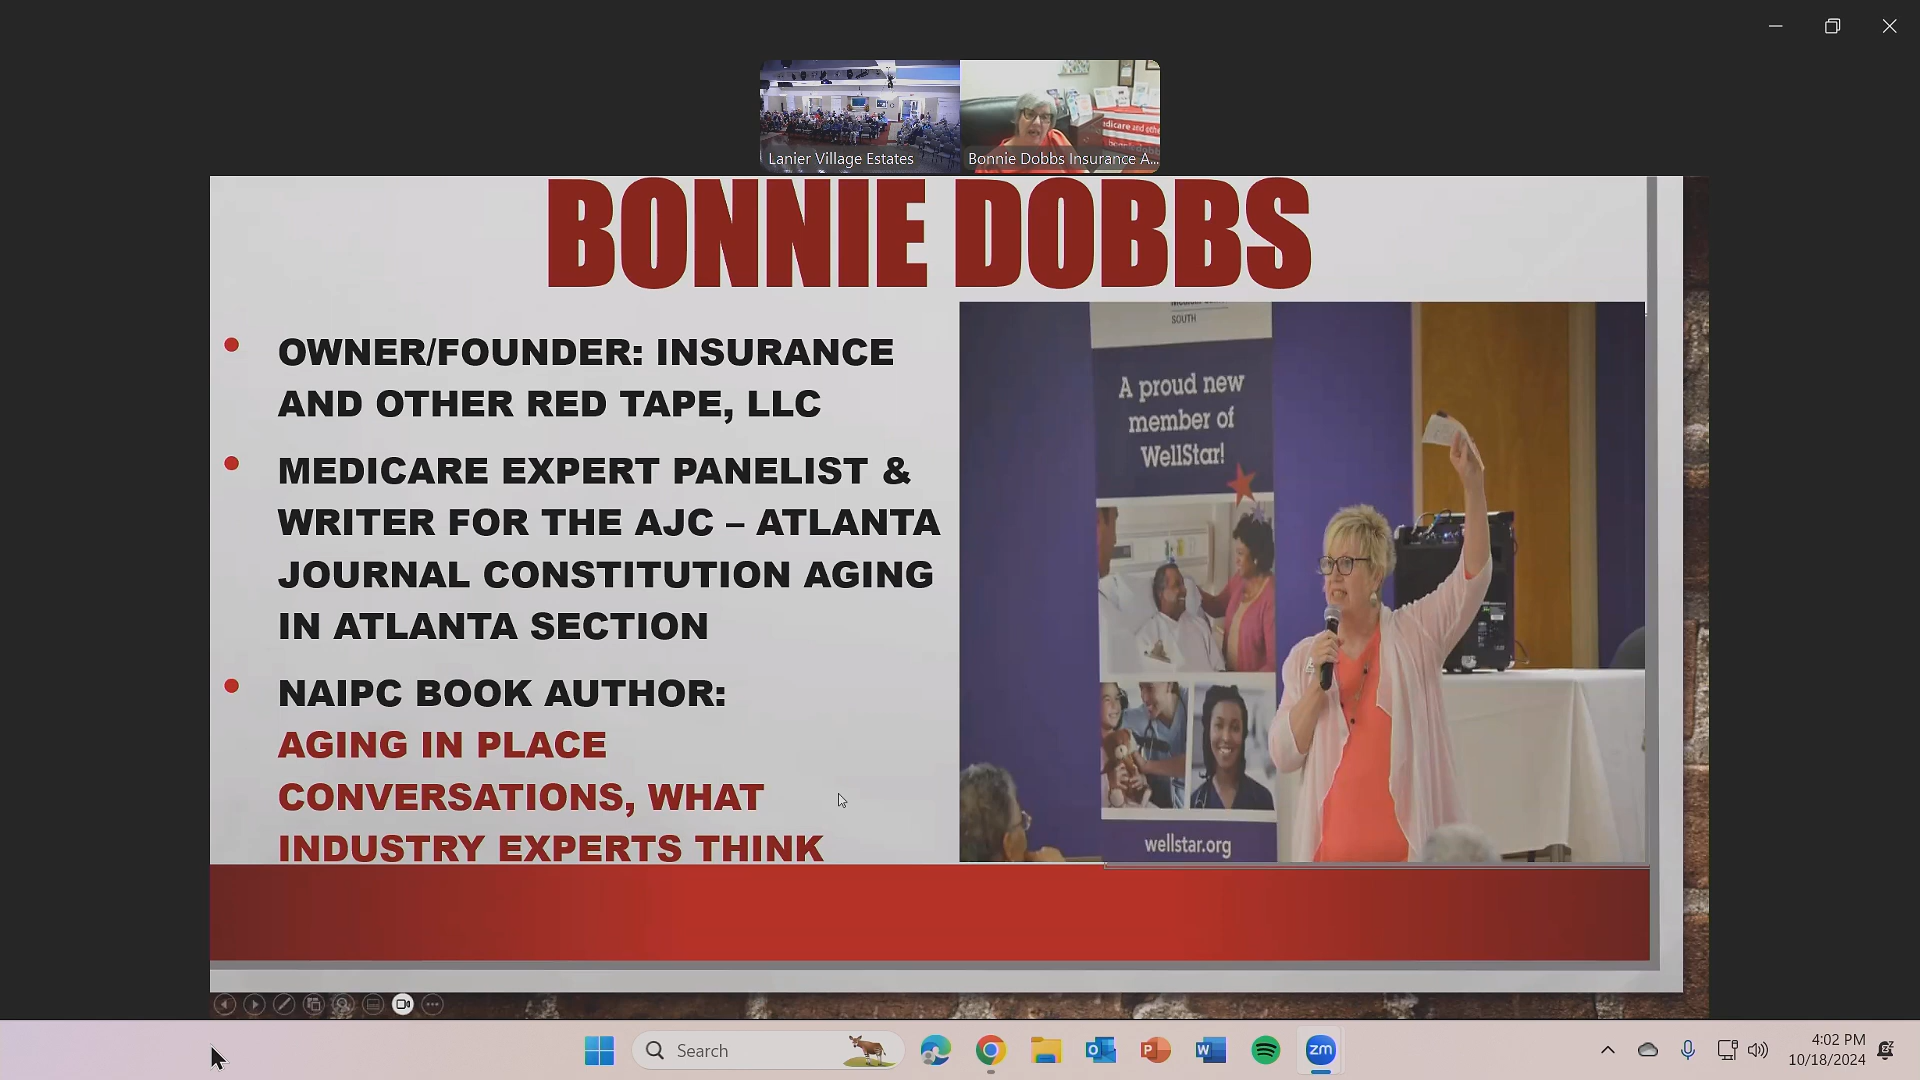 Lanier Village Estates
Bonnie Dobbs Insurance A...
BONNIE DOBBS
OWNER/FOUNDER: INSURANCE
AND OTHER RED TAPE, LLC
MEDICARE EXPERT PANELIST &
WRITER FOR THE AJC – ATLANTA
JOURNAL CONSTITUTION AGING
IN ATLANTA SECTION
NAIPC BOOK AUTHOR:
AGING IN PLACE
CONVERSATIONS, WHAT
INDUSTRY EXPERTS THINK
SOUTH
A proud new
member of
WellStar!
wellstar.org
Search
zm
4:02 PM
10/18/2024